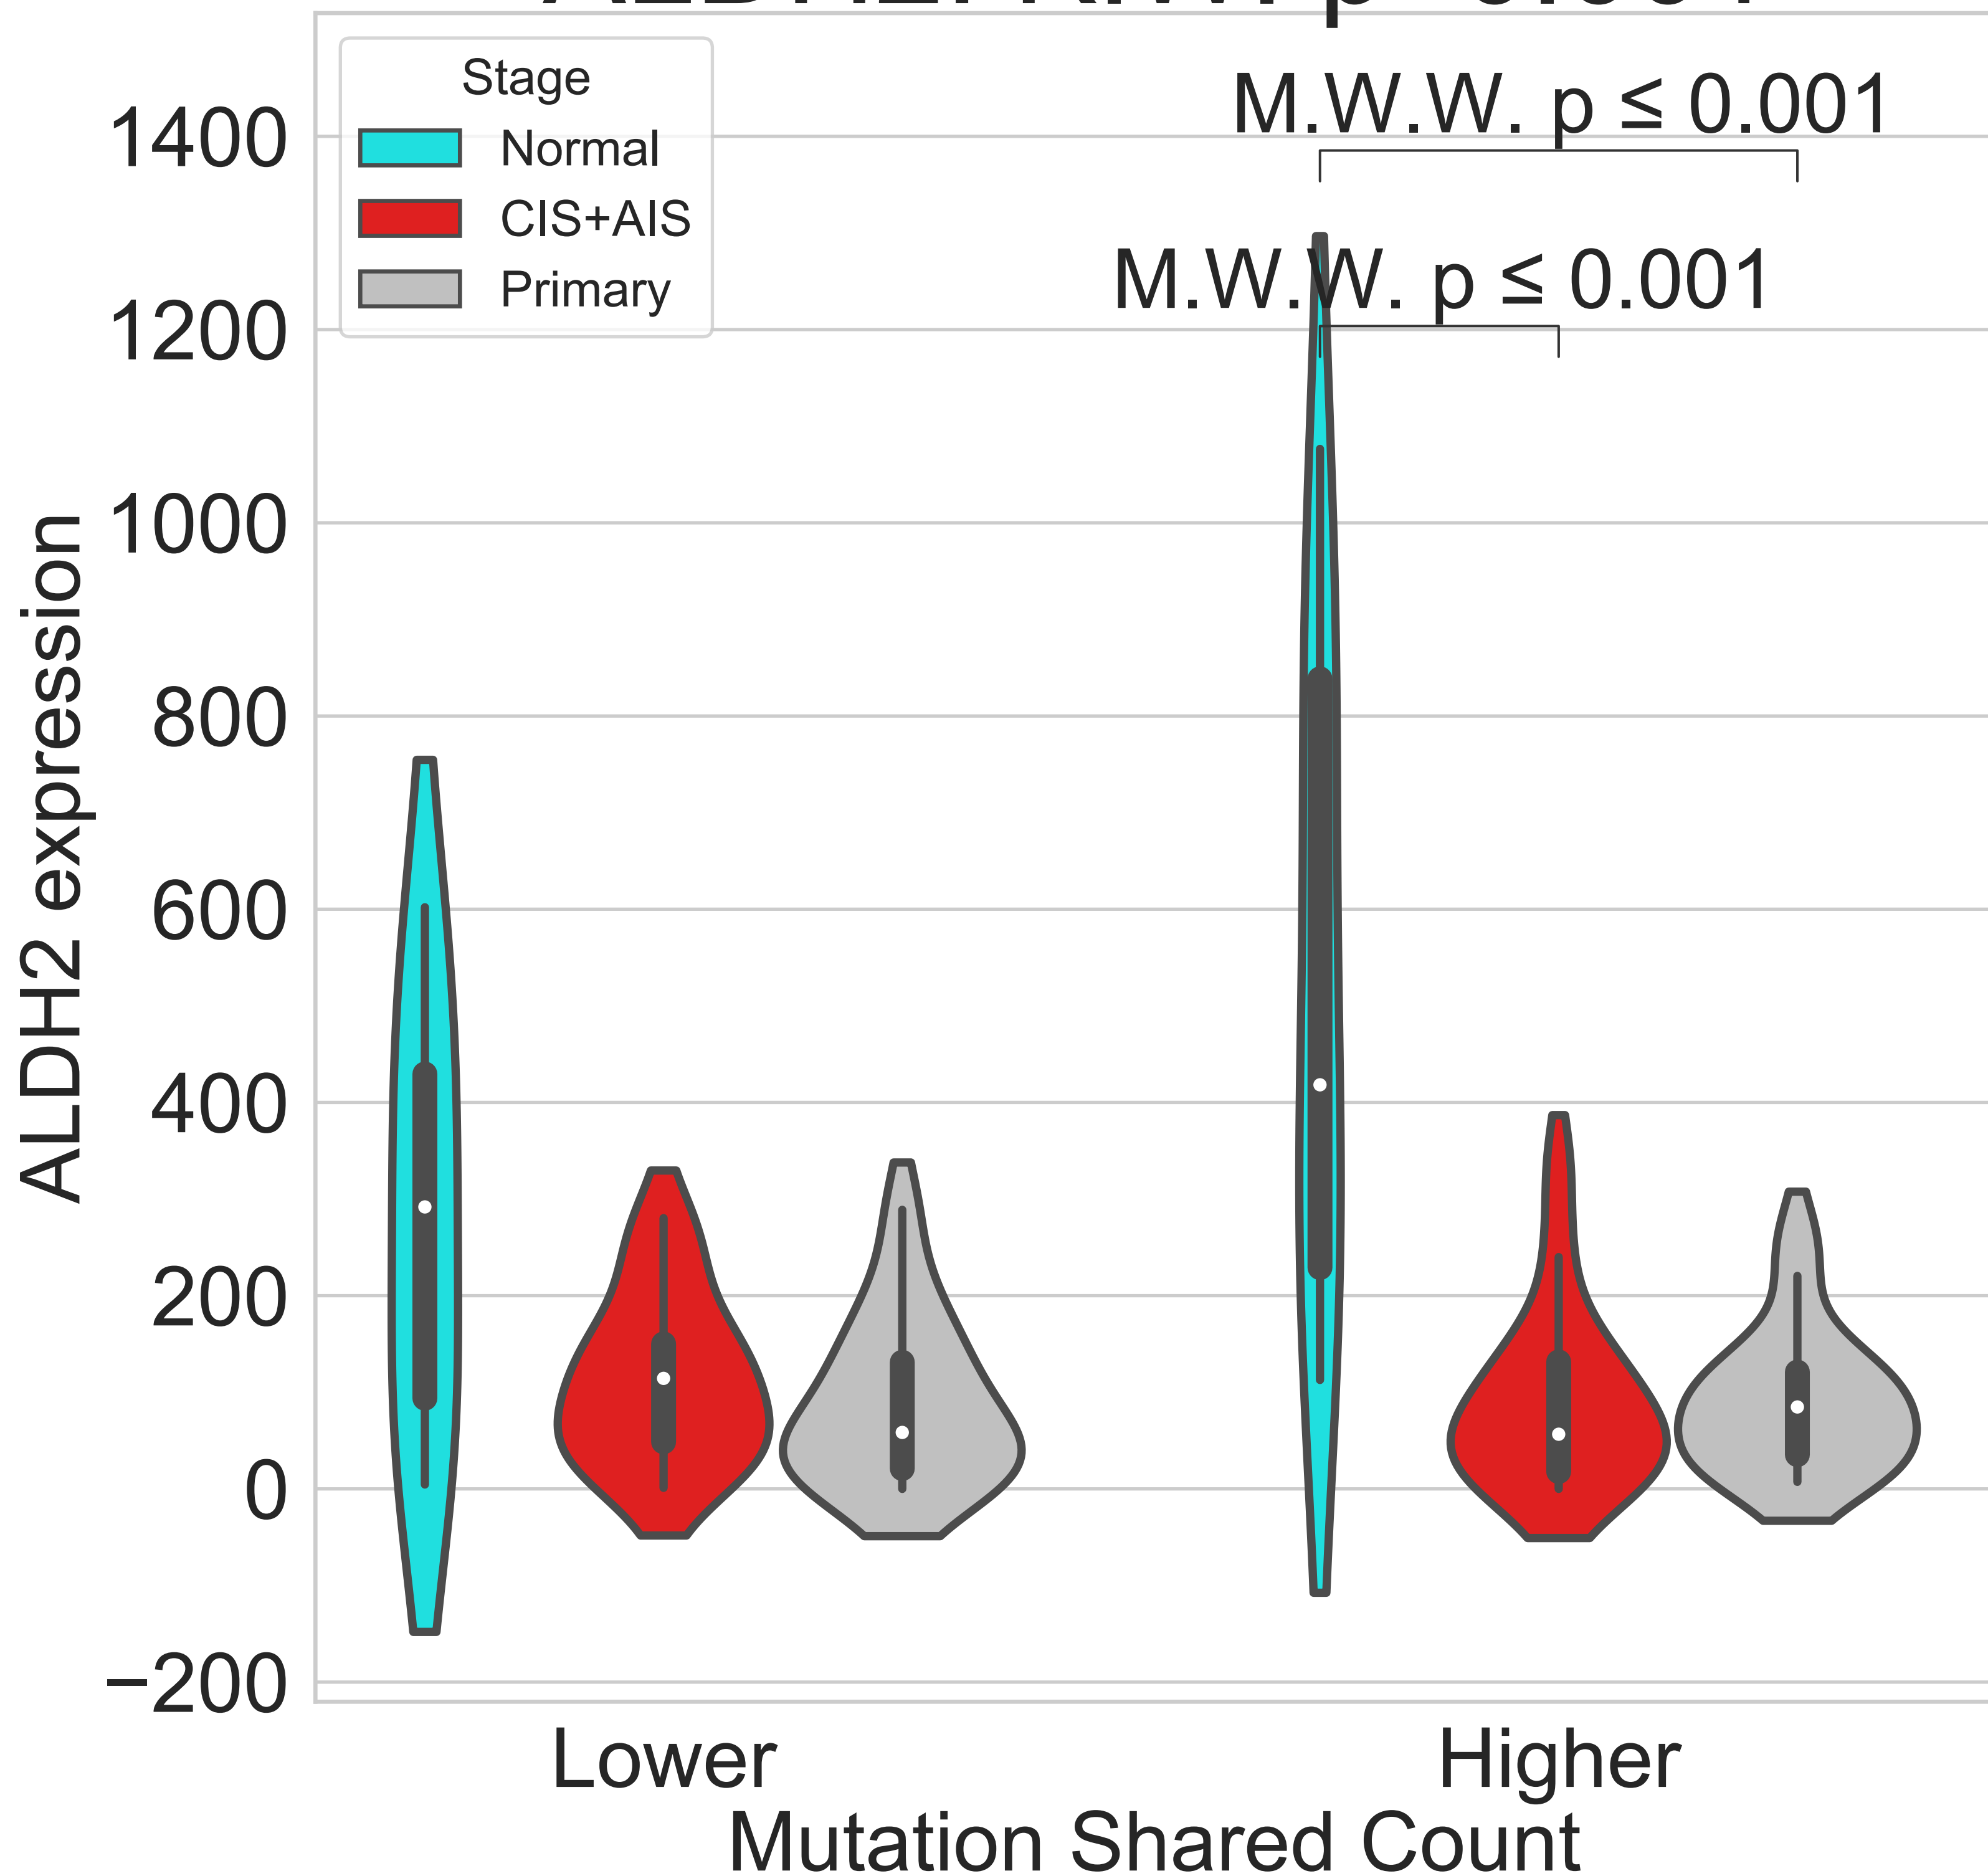 Stage
Normal
CIS+AIS
Primary
M.W.W. p ≤ 0.001
M.W.W. p ≤ 0.001
1400
1200
1000
800
600
400
200
0
−200
ALDH2 expression
Lower
Higher
Mutation Shared Count